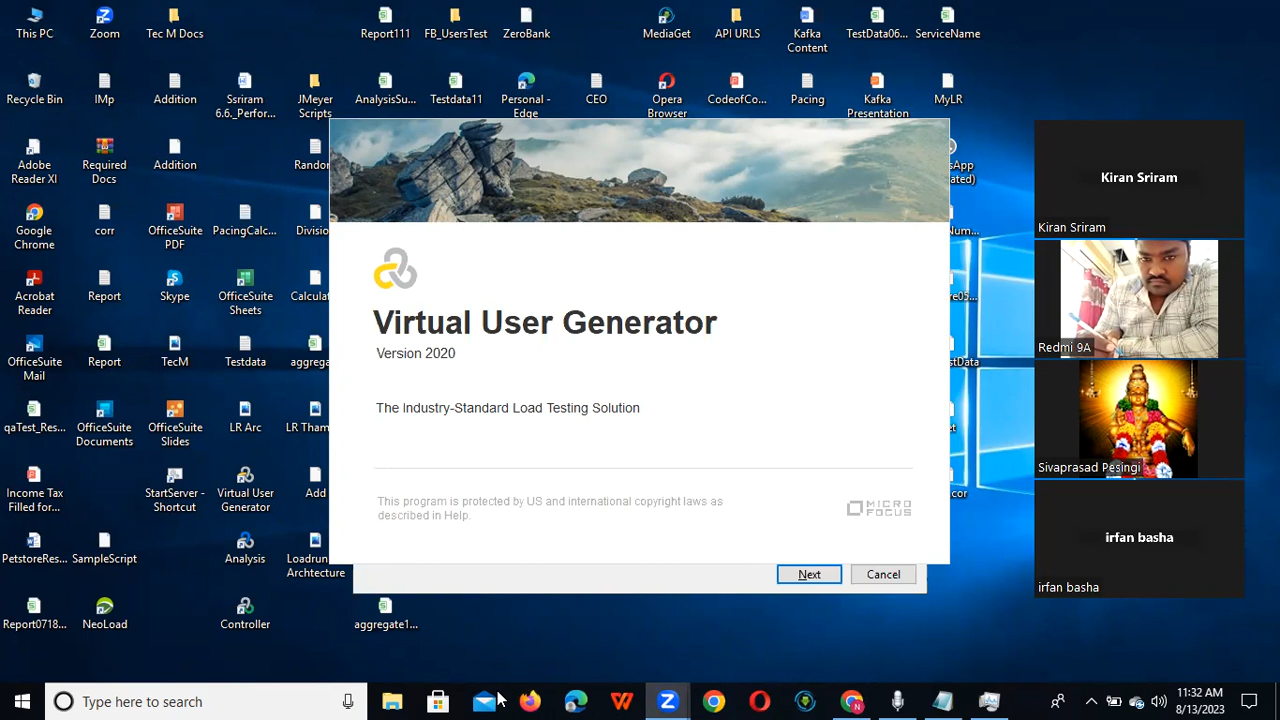 This PC
Zoom
Tec M Docs
Report111
FB_UsersTest
ZeroBank
MediaGet
API URLS
Kafka
Content
TestData06...
ServiceName
Recycle Bin
IMp
Addition
Ssriram
6.6._Perfor...
JMeyer
Scripts
AnalysisSu...
Testdata11
Personal -
Edge
CEO
Opera
Browser
CodeofCo...
Pacing
Kafka
Presentation
MyLR
Adobe
Reader XI
Required
Docs
Addition
Google
Chrome
corr
OfficeSuite
PDF
PacingCalc...
Acrobat
Reader
Report
Skype
OfficeSuite
Sheets
OfficeSuite
Mail
Report
TecM
Testdata
qaTest_Res...
OfficeSuite
Documents
OfficeSuite
Slides
LR Arc
LR Tham
Income Tax
Filled for...
StartServer -
Shortcut
Virtual User
Generator
Add
PetstoreRes...
SampleScript
Analysis
Loadrun
Archtecture
Report0718...
NeoLoad
Controller
aggregate1...
Virtual User Generator
Version 2020
The Industry-Standard Load Testing Solution
This program is protected by US and international copyright laws as
described in Help.
MICRO
FOCUS
Next
Cancel
Kiran Sriram
Kiran Sriram
Redmi 9A
Sivaprasad Pesingi
irfan basha
irfan basha
Type here to search
11:32 AM
8/13/2023